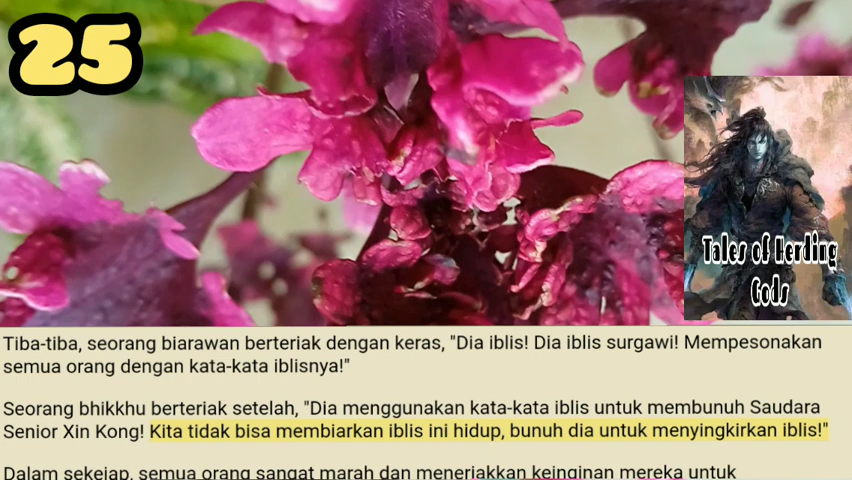 25
Tales of Herding
Gods
Tiba-tiba, seorang biarawan berteriak dengan keras, "Dia iblis! Dia iblis surgawi! Mempesonakan
semua orang dengan kata-kata iblisnya!"
Seorang bhikkhu berteriak setelah, "Dia menggunakan kata-kata iblis untuk membunuh Saudara
Senior Xin Kong! Kita tidak bisa membiarkan iblis ini hidup, bunuh dia untuk menyingkirkan iblis!"
Dalam sekejap, semua orang sangat marah dan meneriakkan keinginan mereka untuk